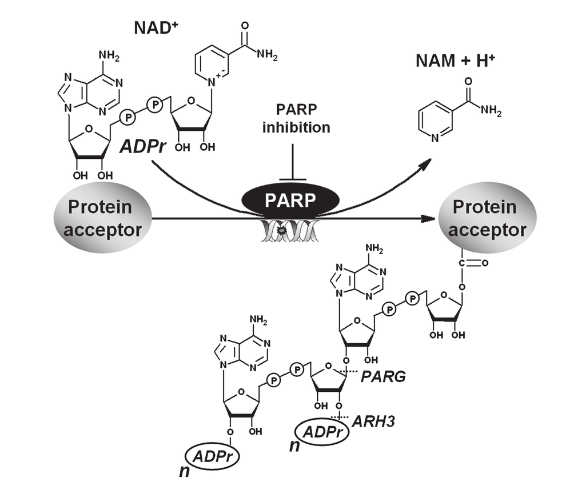 NAD⁺
NH₂
N
N
N
N
O
NH₂
N⁺
P
P
O
O
OH OH
OH OH
ADPr
NAM + H⁺
O
NH₂
N
PARP
inhibition
PARP
Protein
acceptor
Protein
acceptor
C=O
O
NH₂
N
N
N
N
P
P
O
O
OH OH
OH
O
PARG
NH₂
N
N
N
N
P
P
O
O
OH
O
ARH3
OH
O
n ADPr
n ADPr